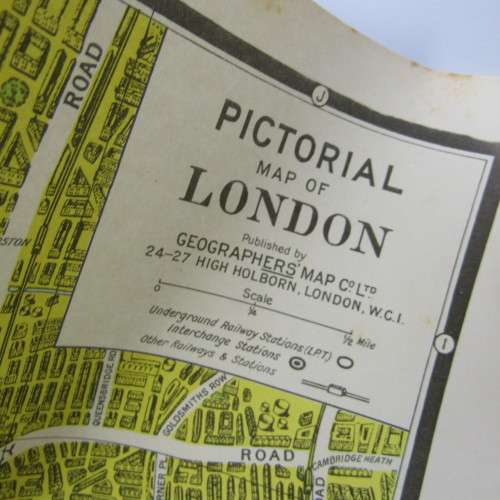 J
ROAD
PICTORIAL
MAP OF
LONDON
Published by
GEOGRAPHERS' MAP CO LTD
24-27 HIGH HOLBORN, LONDON, W.C.1.
Scale
0 ¼ ½ Mile
Underground Railway Stations (L.P.T.)
Interchange Stations
Other Railways & Stations
I
QUEENSBRIDGE RD
GOLDSMITHS ROW
ROAD
CAMBRIDGE HEATH
ROAD